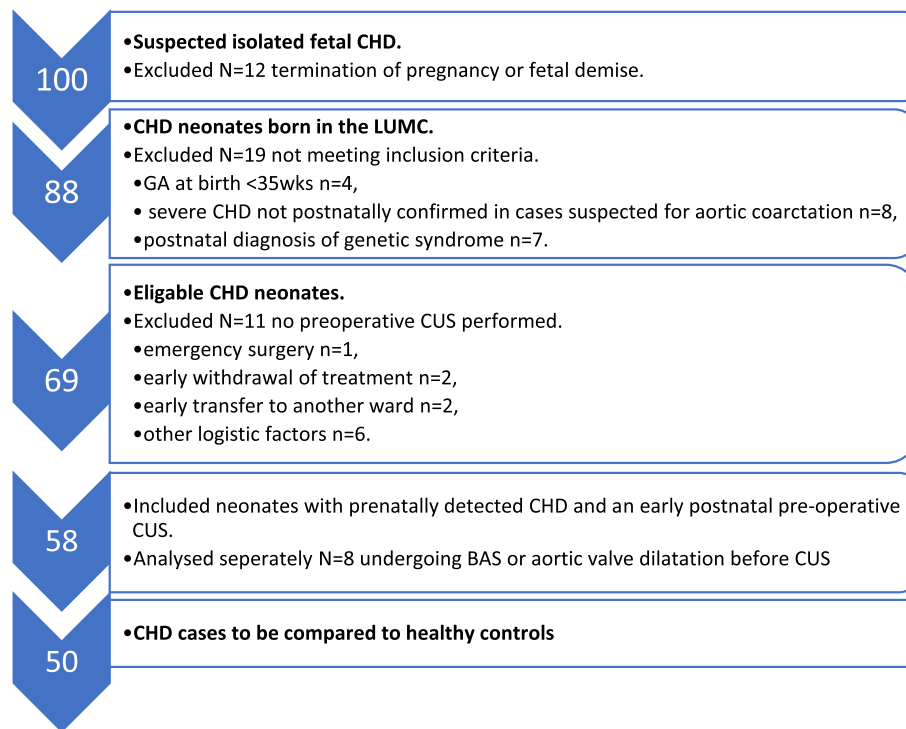 100
•Suspected isolated fetal CHD.
•Excluded N=12 termination of pregnancy or fetal demise.
88
•CHD neonates born in the LUMC.
•Excluded N=19 not meeting inclusion criteria.
•GA at birth <35wks n=4,
• severe CHD not postnatally confirmed in cases suspected for aortic coarctation n=8,
•postnatal diagnosis of genetic syndrome n=7.
69
•Eligable CHD neonates.
•Excluded N=11 no preoperative CUS performed.
•emergency surgery n=1,
•early withdrawal of treatment n=2,
•early transfer to another ward n=2,
•other logistic factors n=6.
58
•Included neonates with prenatally detected CHD and an early postnatal pre-operative
CUS.
•Analysed seperately N=8 undergoing BAS or aortic valve dilatation before CUS
50
•CHD cases to be compared to healthy controls